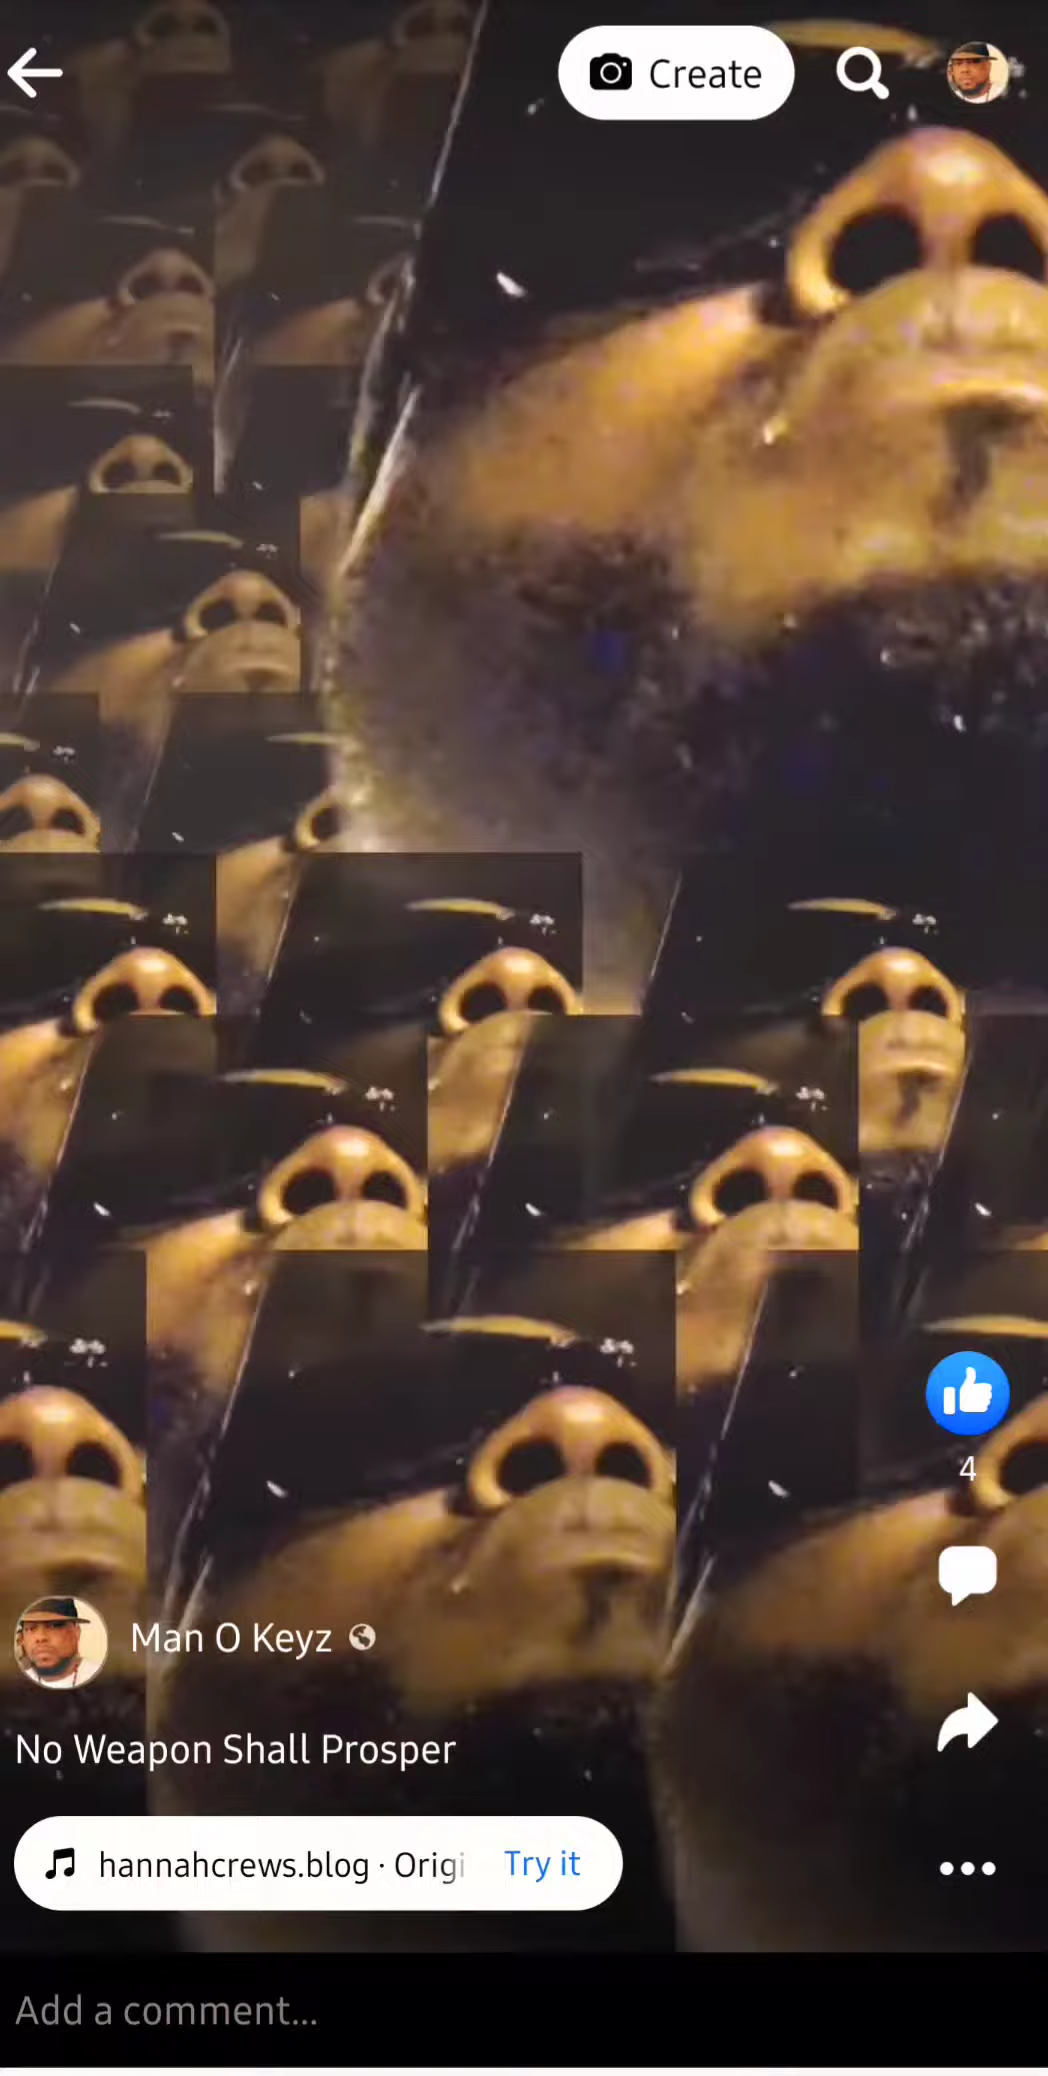 Create
4
Man O Keyz
No Weapon Shall Prosper
hannahcrews.blog · Origi
Try it
Add a comment...